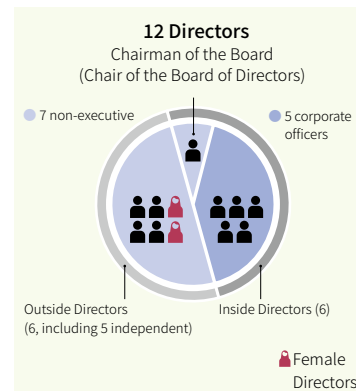 12 Directors
Chairman of the Board
(Chair of the Board of Directors)
7 non-executive
5 corporate
officers
Outside Directors
(6, including 5 independent)
Inside Directors (6)
Female
Directors